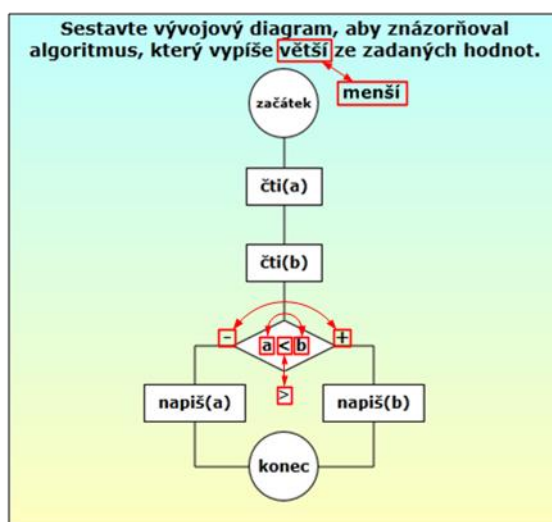 Sestavte vývojový diagram, aby znázorňoval
algoritmus, který vypíše větší ze zadaných hodnot.
menší
začátek
čti(a)
čti(b)
- a < b +
>
napiš(a) napiš(b)
konec